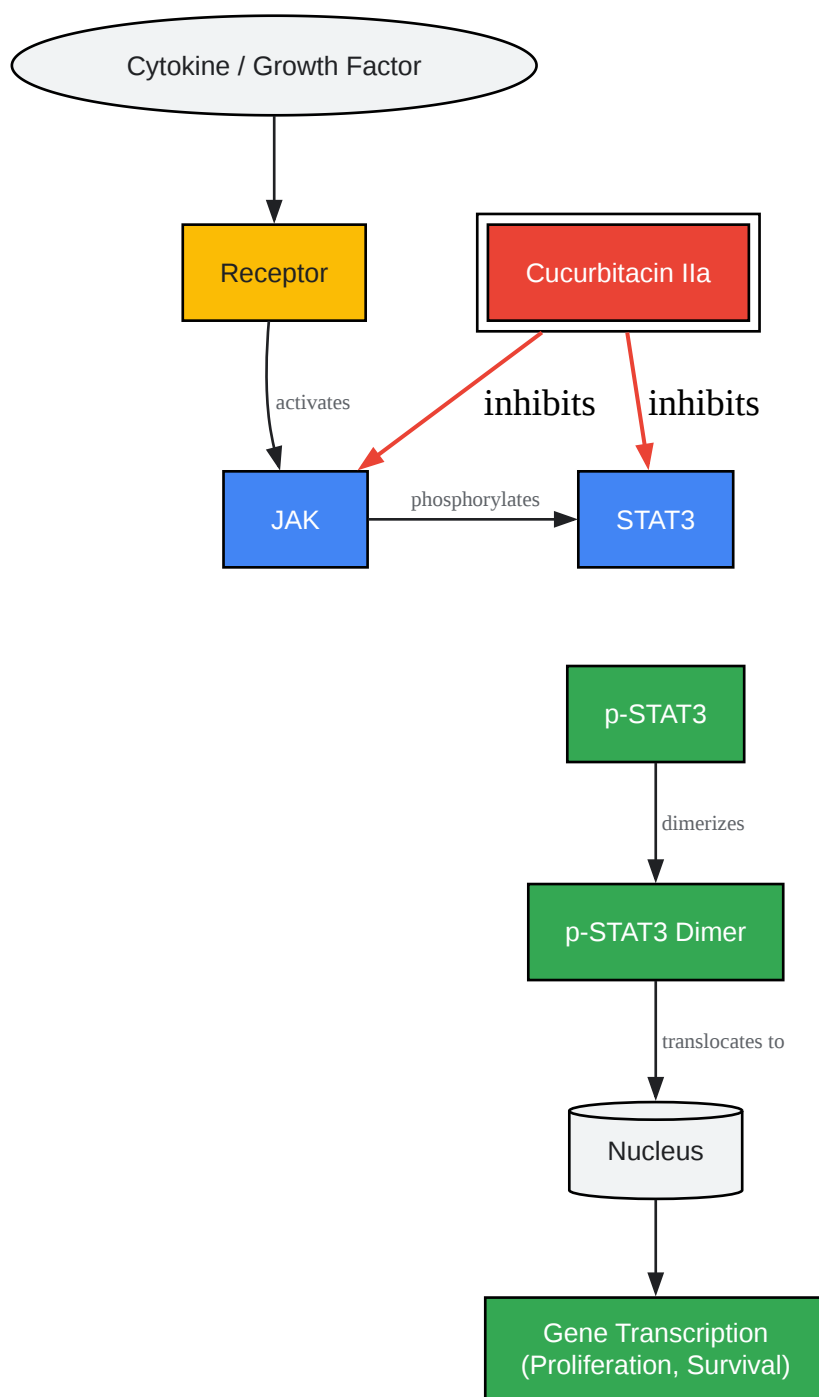 Cytokine / Growth Factor
Receptor
Cucurbitacin IIa
activates
inhibits
inhibits
JAK
phosphorylates
STAT3
p-STAT3
dimerizes
p-STAT3 Dimer
translocates to
Nucleus
Gene Transcription
(Proliferation, Survival)